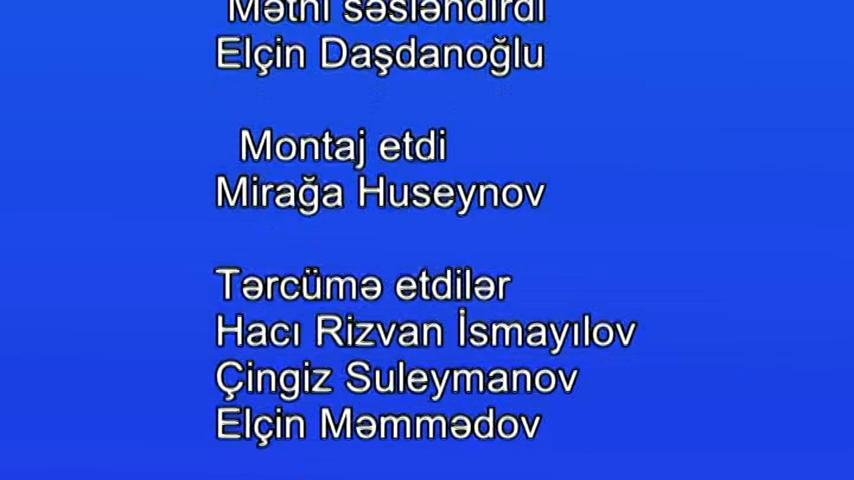 Mətni səsləndirdi
Elçin Daşdanoğlu
Montaj etdi
Mirağa Huseynov
Tərcümə etdilər
Hacı Rizvan İsmayılov
Çingiz Suleymanov
Elçin Məmmədov